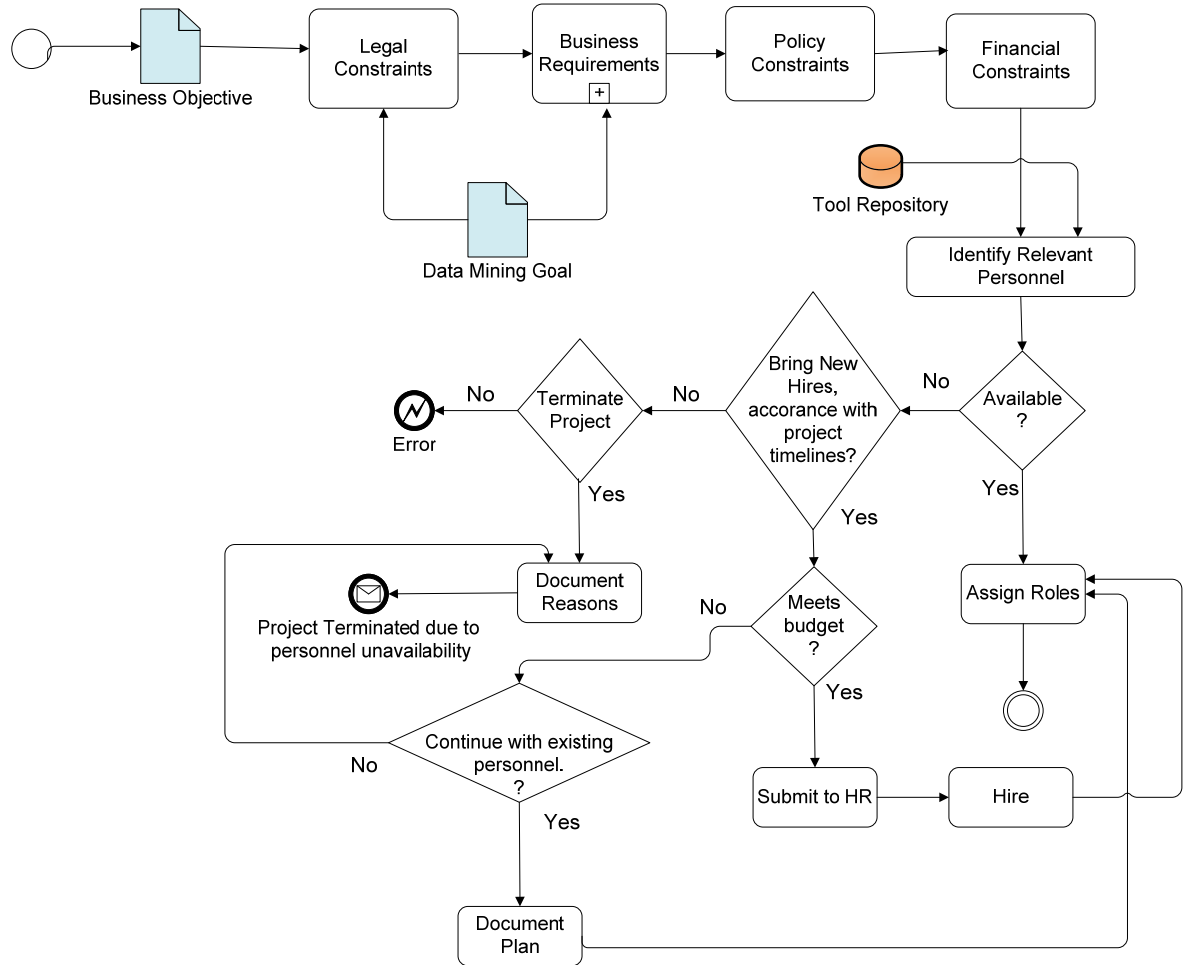 Business Objective
Legal
Constraints
Business
Requirements
+
Policy
Constraints
Financial
Constraints
Tool Repository
Data Mining Goal
Identify Relevant
Personnel
Available
?
No
Yes
Bring New
Hires,
accorance with
project
timelines?
No
Yes
Terminate
Project
No
Yes
Error
Document
Reasons
Project Terminated due to
personnel unavailability
Meets
budget
?
No
Yes
Assign Roles
Continue with existing
personnel.
?
No
Yes
Submit to HR
Hire
Document
Plan